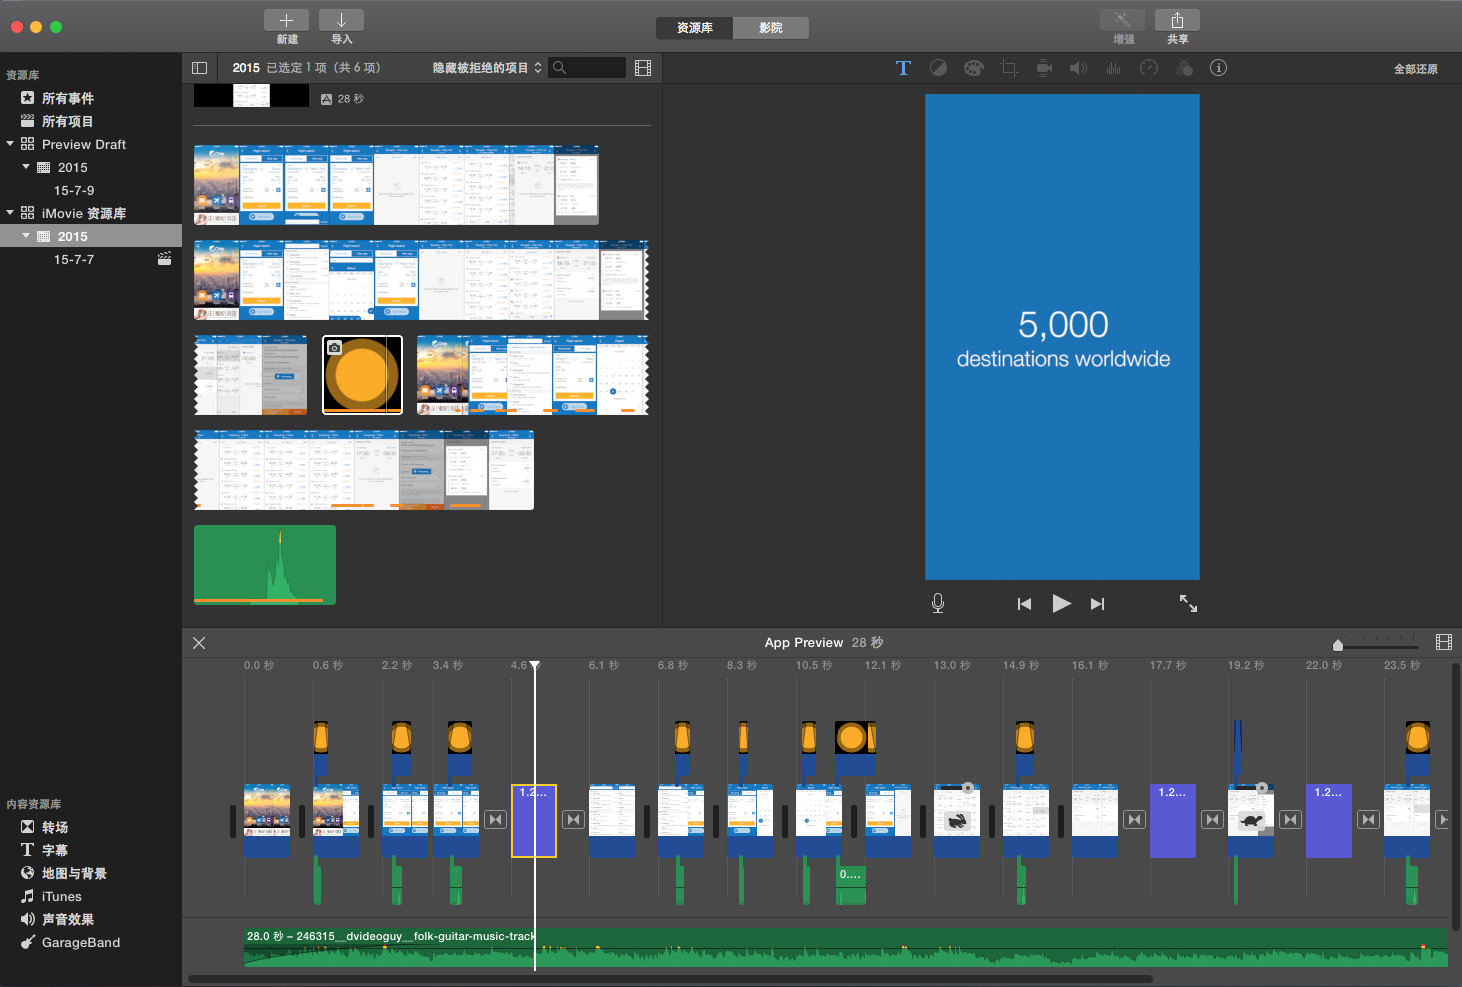 新建
导入
资源库
影院
增强
共享
资源库
所有事件
所有项目
Preview Draft
2015
15-7-9
iMovie 资源库
2015
15-7-7
内容资源库
转场
字幕
地图与背景
iTunes
声音效果
GarageBand
2015 已选定 1 项（共 6 项）
隐藏被拒绝的项目
28 秒
全部还原
5,000
destinations worldwide
App Preview 28 秒
0.0 秒 0.6 秒 2.2 秒 3.4 秒 4.6 6.1 秒 6.8 秒 8.3 秒 10.5 秒 12.1 秒 13.0 秒 14.9 秒 16.1 秒 17.7 秒 19.2 秒 22.0 秒 23.5 秒
1.2… 1.2… 1.2…
0.…
28.0 秒 – 246315__dvideoguy__folk-guitar-music-track